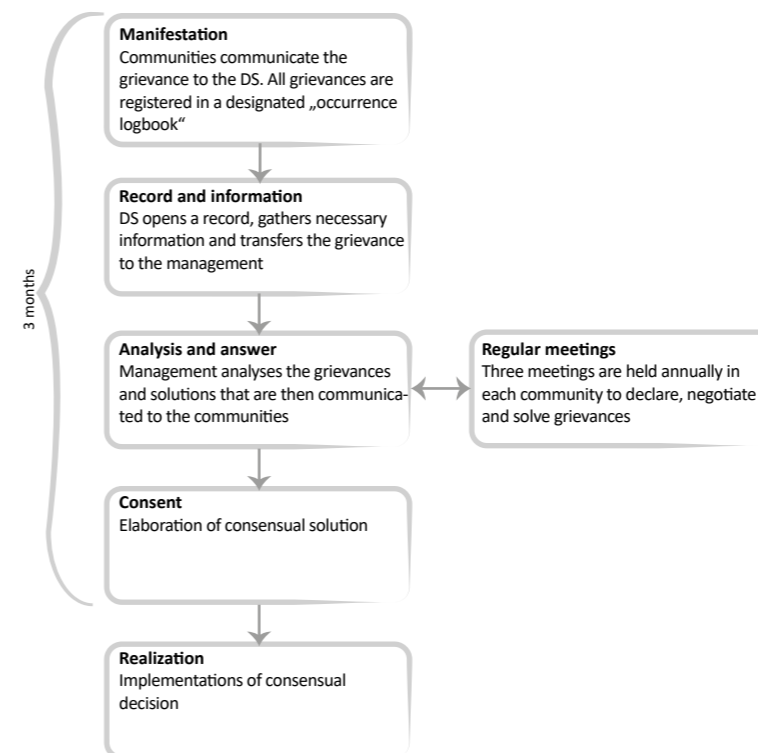 3 months
Manifestation
Communities communicate the
grievance to the DS. All grievances are
registered in a designated „occurrence
logbook“
Record and information
DS opens a record, gathers necessary
information and transfers the grievance
to the management
Analysis and answer
Management analyses the grievances
and solutions that are then communica-
ted to the communities
Regular meetings
Three meetings are held annually in
each community to declare, negotiate
and solve grievances
Consent
Elaboration of consensual solution
Realization
Implementations of consensual
decision